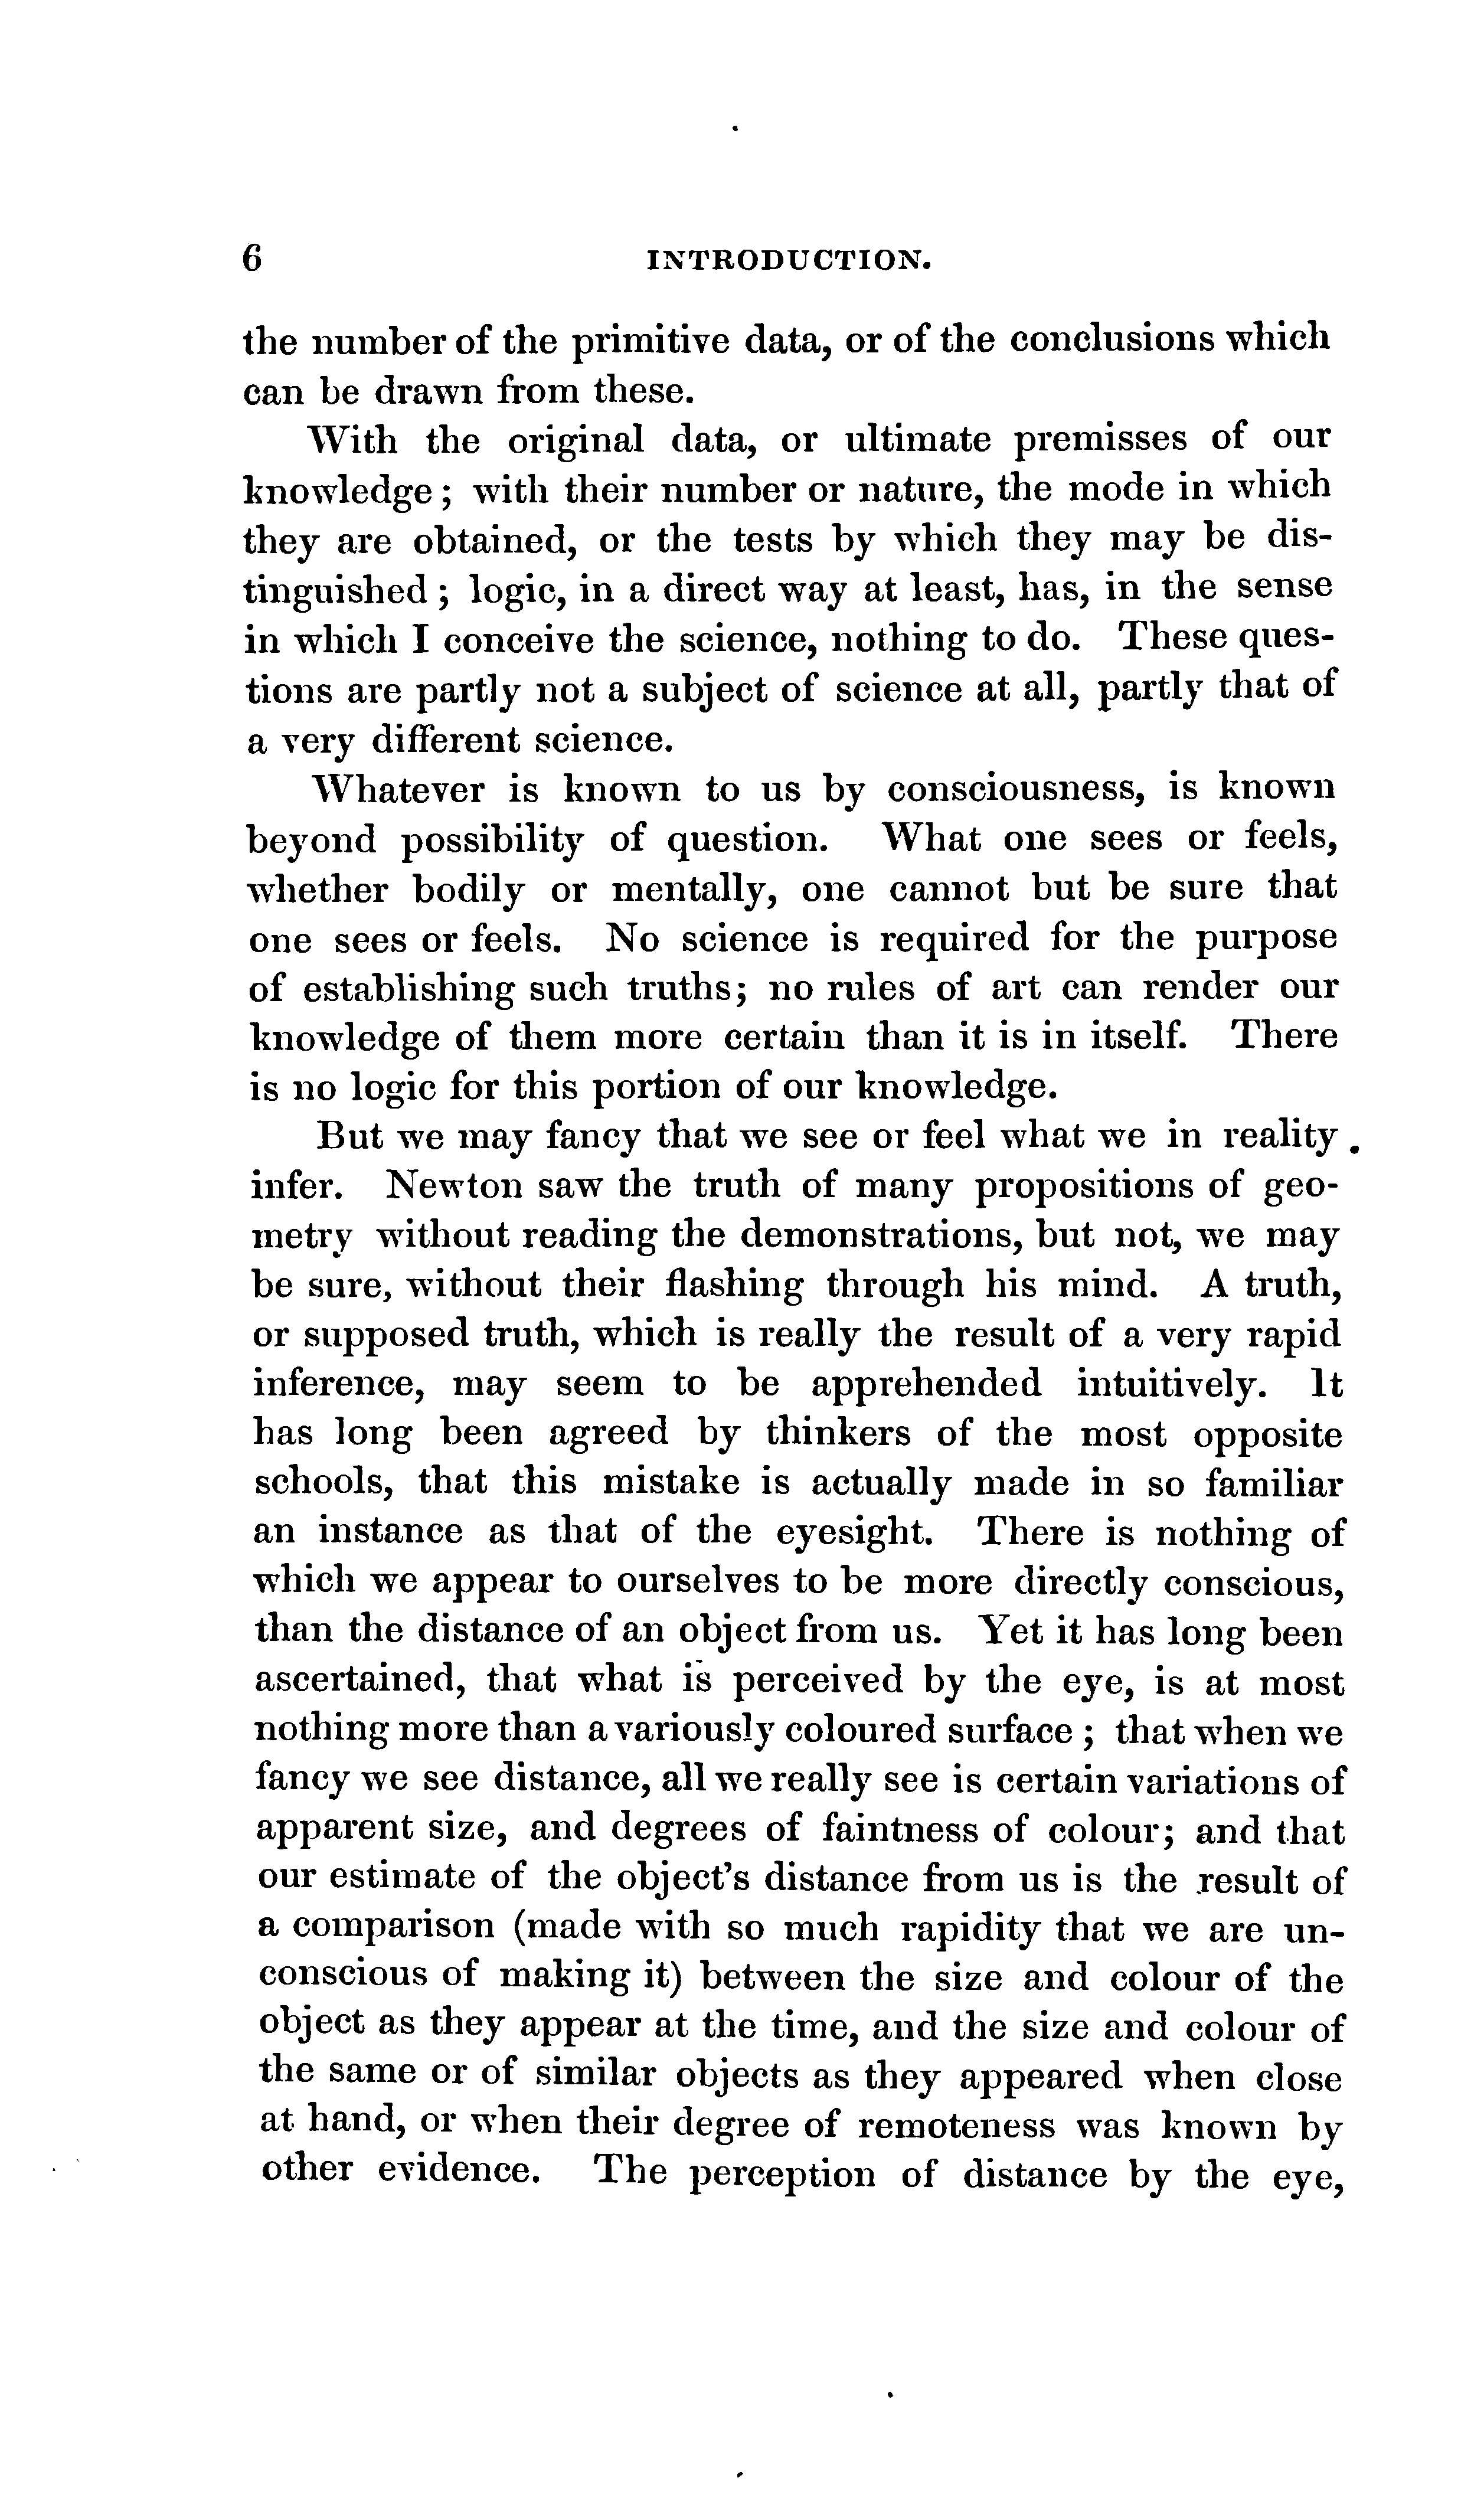 6 INTRODUCTION.
the number of the primitive data, or of the conclusions which
can be drawn from these.
With the original data, or ultimate premisses of our
knowledge ; with their number or nature, the mode in which
they are obtained, or the tests by which they may be dis-
tinguished ; logic, in a direct way at least, has, in the sense
in which I conceive the science, nothing to do. These ques-
tions are partly not a subject of science at all, partly that of
a very different science.
Whatever is known to us by consciousness, is known
beyond possibility of question. What one sees or feels,
whether bodily or mentally, one cannot but be sure that
one sees or feels. No science is required for the purpose
of establishing such truths; no rules of art can render our
knowledge of them more certain than it is in itself. There
is no logic for this portion of our knowledge.
But we may fancy that we see or feel what we in reality
infer. Newton saw the truth of many propositions of geo-
metry without reading the demonstrations, but not, we may
be sure, without their flashing through his mind. A truth,
or supposed truth, which is really the result of a very rapid
inference, may seem to be apprehended intuitively. It
has long been agreed by thinkers of the most opposite
schools, that this mistake is actually made in so familiar
an instance as that of the eyesight. There is nothing of
which we appear to ourselves to be more directly conscious,
than the distance of an object from us. Yet it has long been
ascertained, that what is perceived by the eye, is at most
nothing more than a variously coloured surface ; that when we
fancy we see distance, all we really see is certain variations of
apparent size, and degrees of faintness of colour; and that
our estimate of the object's distance from us is the result of
a comparison (made with so much rapidity that we are un-
conscious of making it) between the size and colour of the
object as they appear at the time, and the size and colour of
the same or of similar objects as they appeared when close
at hand, or when their degree of remoteness was known by
other evidence. The perception of distance by the eye,